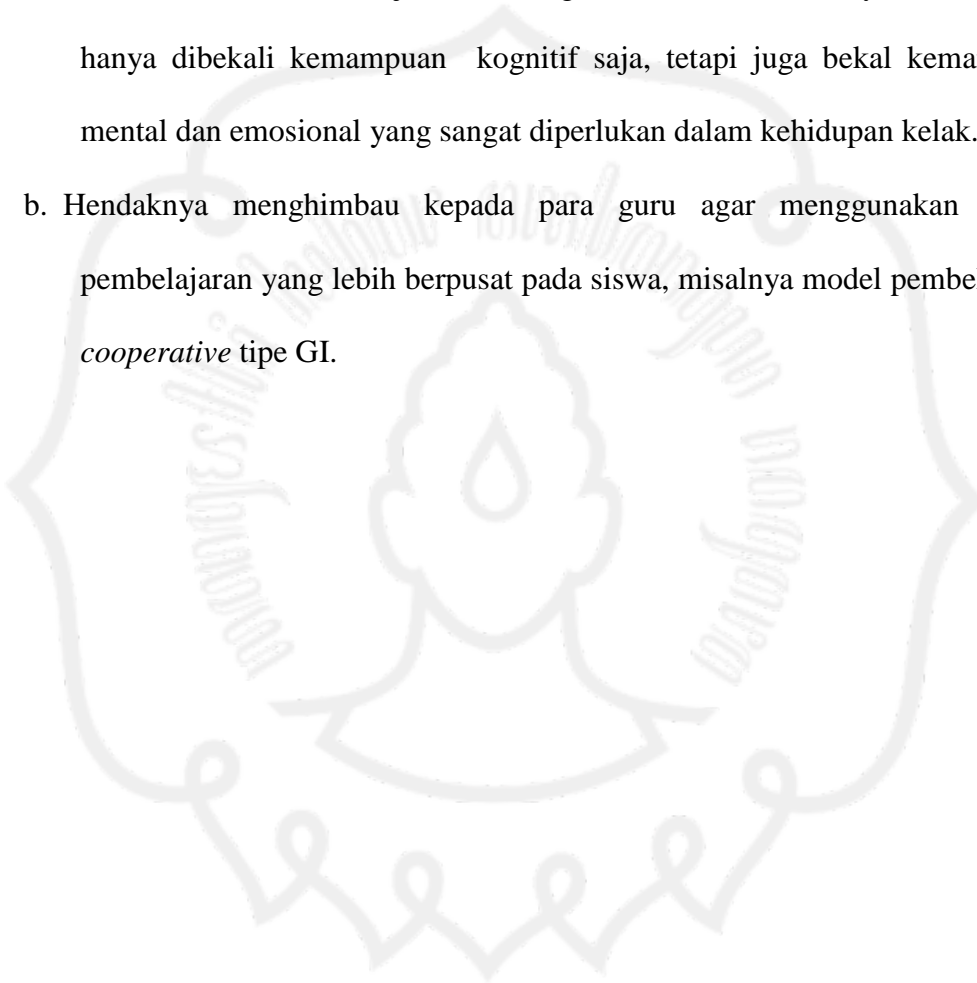 hanya dibekali kemampuan kognitif saja, tetapi juga bekal kema
mental dan emosional yang sangat diperlukan dalam kehidupan kelak.
b. Hendaknya menghimbau kepada para guru agar menggunakan
pembelajaran yang lebih berpusat pada siswa, misalnya model pembe
cooperative tipe GI.